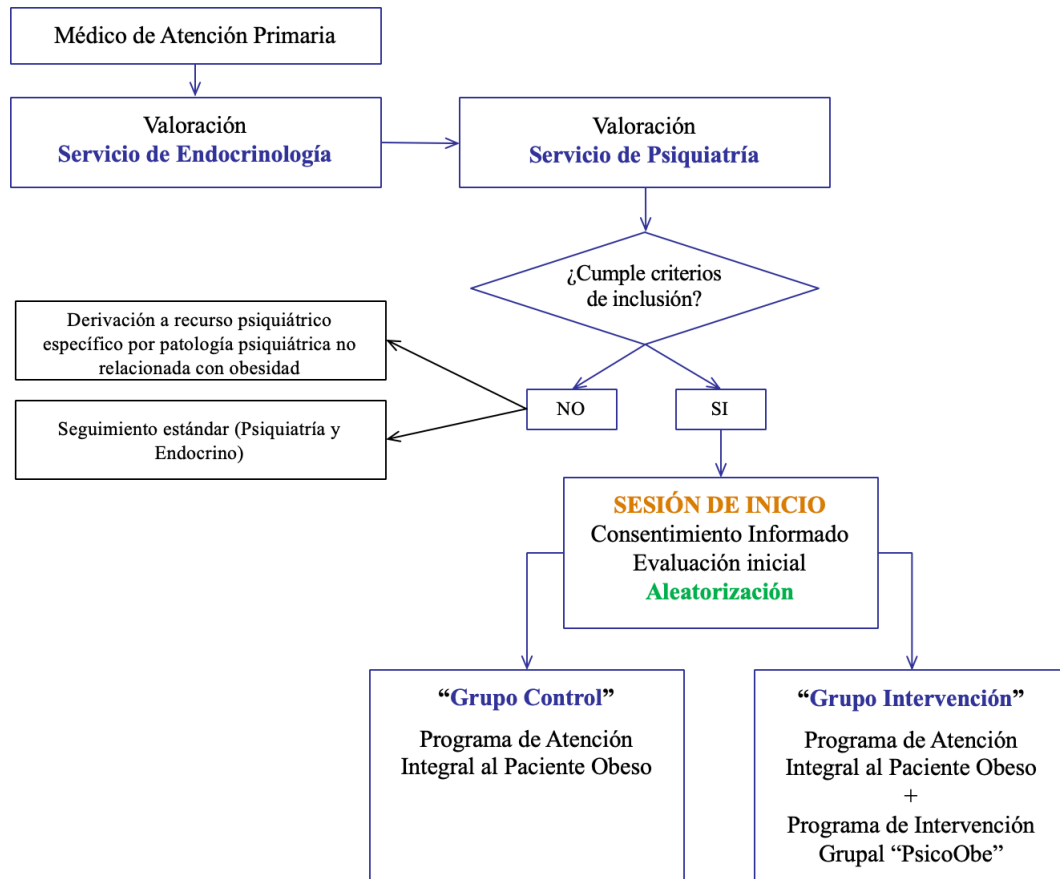 Médico de Atención Primaria
Valoración
Servicio de Endocrinología
Valoración
Servicio de Psiquiatría
¿Cumple criterios
de inclusión?
Derivación a recurso psiquiátrico
específico por patología psiquiátrica no
relacionada con obesidad
NO
SI
Seguimiento estándar (Psiquiatría y
Endocrino)
SESIÓN DE INICIO
Consentimiento Informado
Evaluación inicial
Aleatorización
“Grupo Control”
Programa de Atención
Integral al Paciente Obeso
“Grupo Intervención”
Programa de Atención
Integral al Paciente Obeso
+
Programa de Intervención
Grupal “PsicoObe”